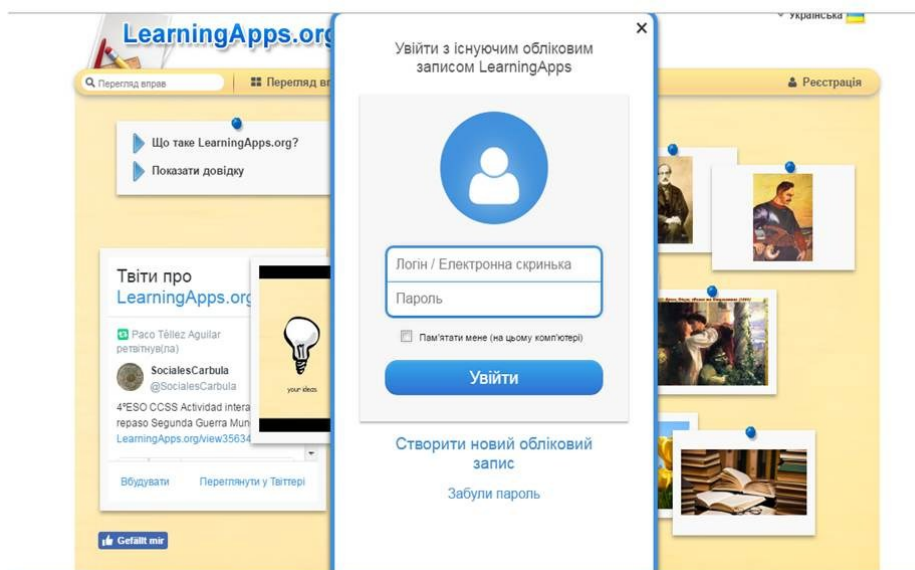 LearningApps.org
Українська
Перегляд вправ
Перегляд вп
Реєстрація
Що таке LearningApps.org?
Показати довідку
Твіти про
LearningApps.org
Paco Téllez Aguilar
ретвітнув(ла)
SocialesCarbula
@SocialesCarbula
4ºESO CCSS Actividad intera
repaso Segunda Guerra Mun
LearningApps.org/view35634
Вбудувати Переглянути у Твіттері
your ideas
Gefällt mir
×
Увійти з існуючим обліковим
записом LearningApps
Логін / Електронна скринька
Пароль
Пам'ятати мене (на цьому комп'ютері)
Увійти
Створити новий обліковий
запис
Забули пароль